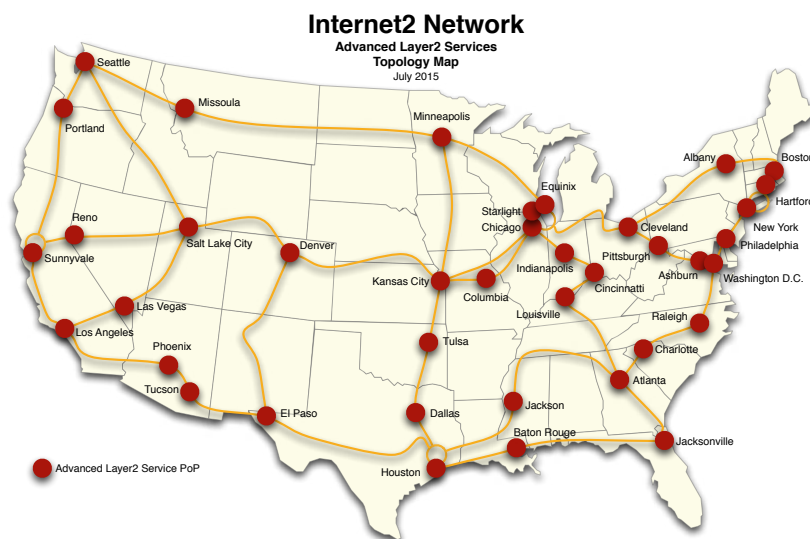 Internet2 Network
Advanced Layer2 Services
Topology Map
July 2015
Seattle
Missoula
Portland
Minneapolis
Albany
Boston
Equinix
Hartford
Starlight
Reno
Chicago
Cleveland
New York
Salt Lake City
Philadelphia
Denver
Pittsburgh
Sunnyvale
Indianapolis
Ashburn
Washington D.C.
Kansas City
Cincinnatti
Columbia
Las Vegas
Louisville
Raleigh
Los Angeles
Tulsa
Phoenix
Charlotte
Atlanta
Tucson
Jackson
El Paso
Dallas
Baton Rouge
Jacksonville
Advanced Layer2 Service PoP
Houston